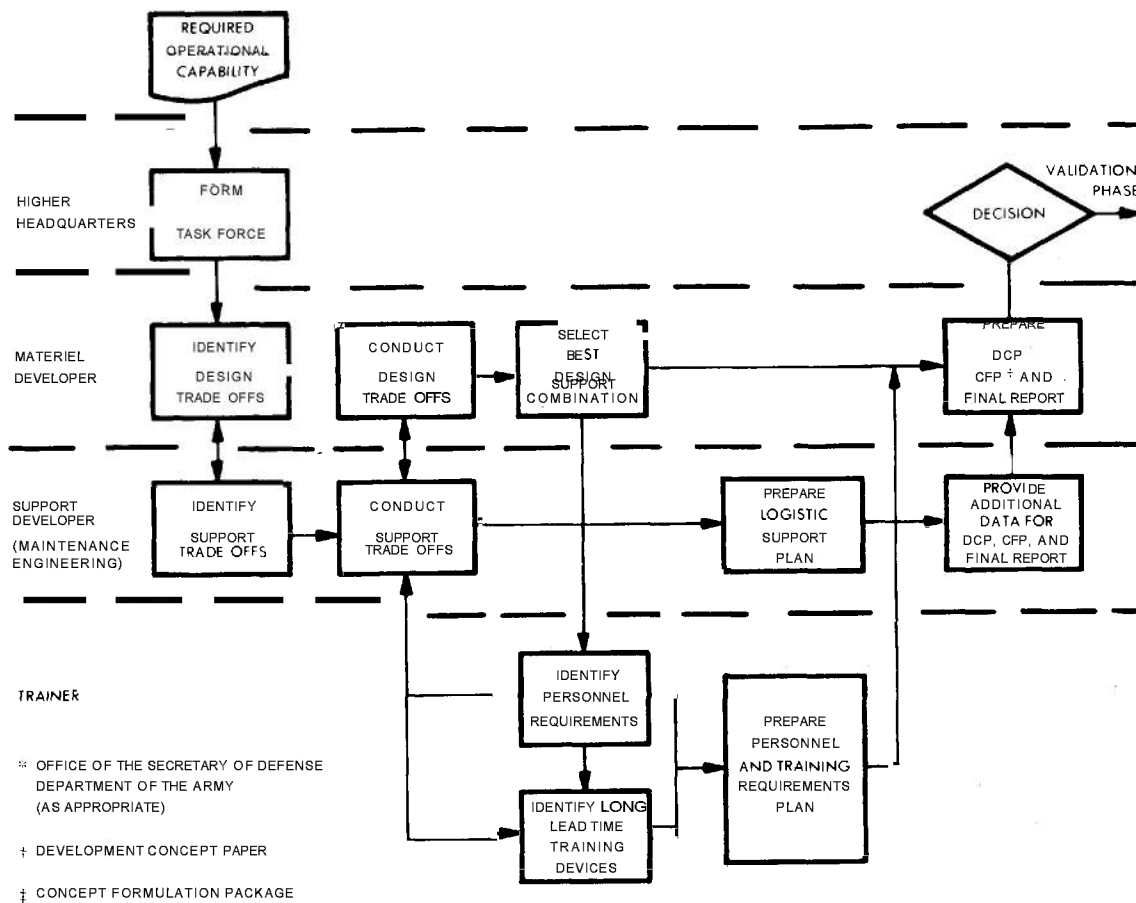 REQUIRED
OPERATIONAL
CAPABILITY
HIGHER
HEADQUARTERS
FORM
TASK FORCE
DECISION
VALIDATION
PHASE
MATERIEL
DEVELOPER
IDENTIFY
DESIGN
TRADE OFFS
CONDUCT
DESIGN
TRADE OFFS
SELECT
BEST
DESIGN
SUPPORT
COMBINATION
PREPARE
DCP
CFP ‡ AND
FINAL REPORT
SUPPORT
DEVELOPER
(MAINTENANCE
ENGINEERING)
IDENTIFY
SUPPORT
TRADE OFFS
CONDUCT
SUPPORT
TRADE OFFS
PREPARE
LOGISTIC
SUPPORT
PLAN
PROVIDE
ADDITIONAL
DATA FOR
DCP, CFP, AND
FINAL REPORT
TRAINER
IDENTIFY
PERSONNEL
REQUIREMENTS
IDENTIFY LONG
LEAD TIME
TRAINING
DEVICES
PREPARE
PERSONNEL
AND TRAINING
REQUIREMENTS
PLAN
* OFFICE OF THE SECRETARY OF DEFENSE
DEPARTMENT OF THE ARMY
(AS APPROPRIATE)
† DEVELOPMENT CONCEPT PAPER
‡ CONCEPT FORMULATION PACKAGE